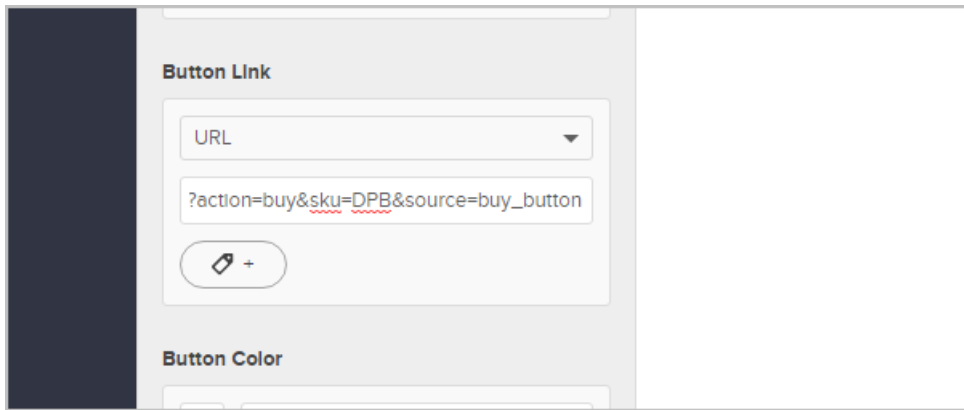 Button Link
URL
?action=buy&sku=DPB&source=buy_button
+
Button Color